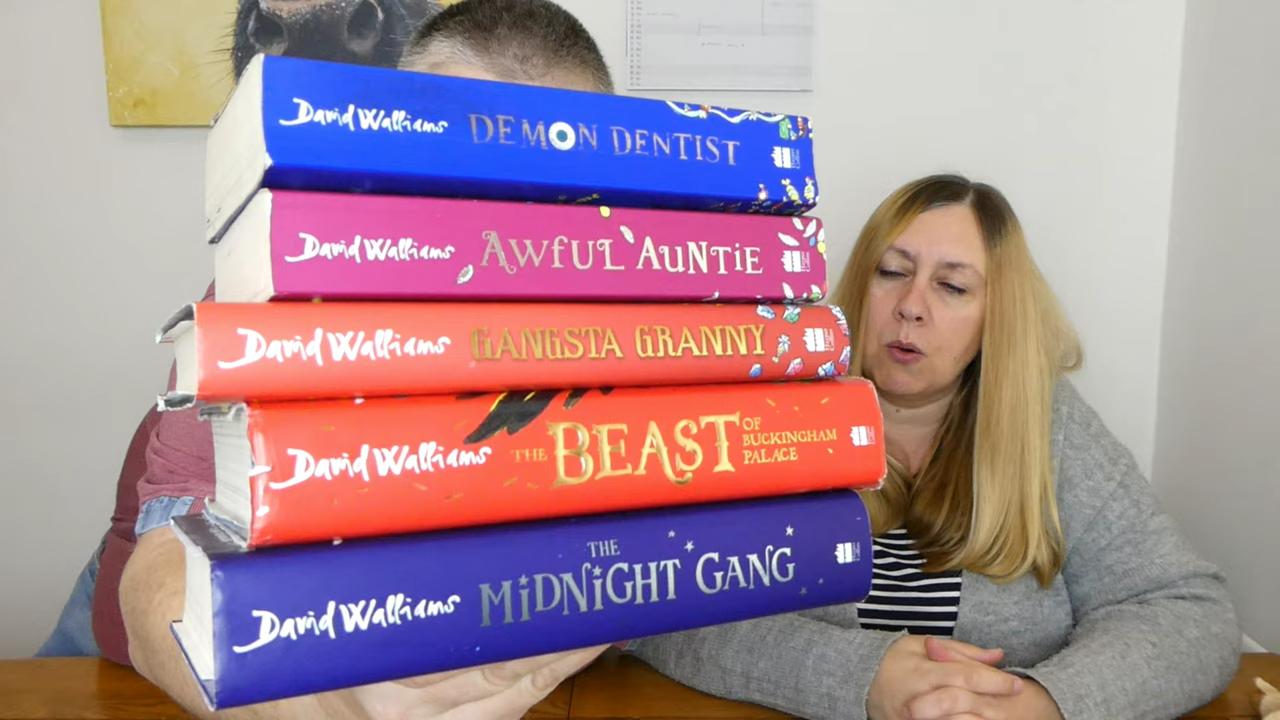 David Walliams DEMON DENTIST
David Walliams AWFUL AUNTIE
David Walliams GANGSTA GRANNY
David Walliams THE BEAST OF BUCKINGHAM PALACE
David Walliams THE MIDNIGHT GANG